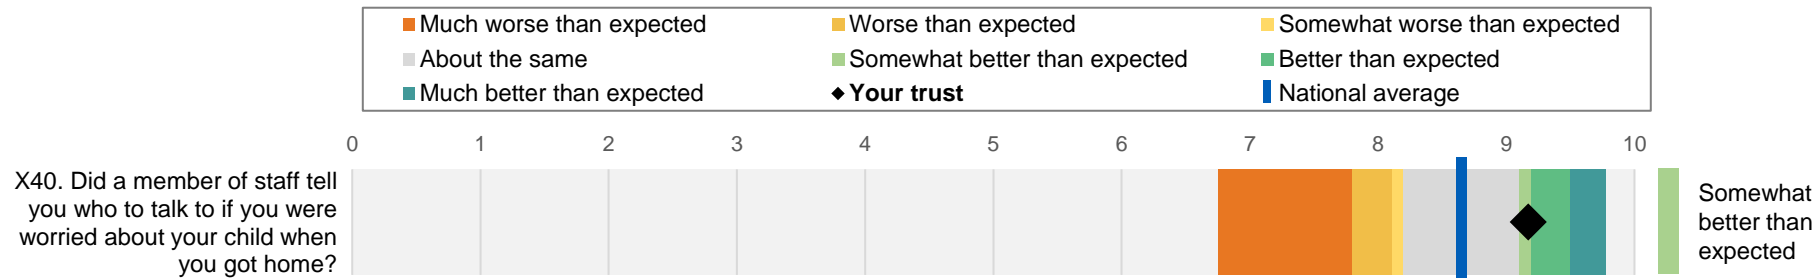 Much worse than expected
Worse than expected
Somewhat worse than expected
About the same
Somewhat better than expected
Better than expected
Much better than expected
Your trust
National average
0 1 2 3 4 5 6 7 8 9 10
X40. Did a member of staff tell
you who to talk to if you were
worried about your child when
you got home?
Somewhat
better than
expected